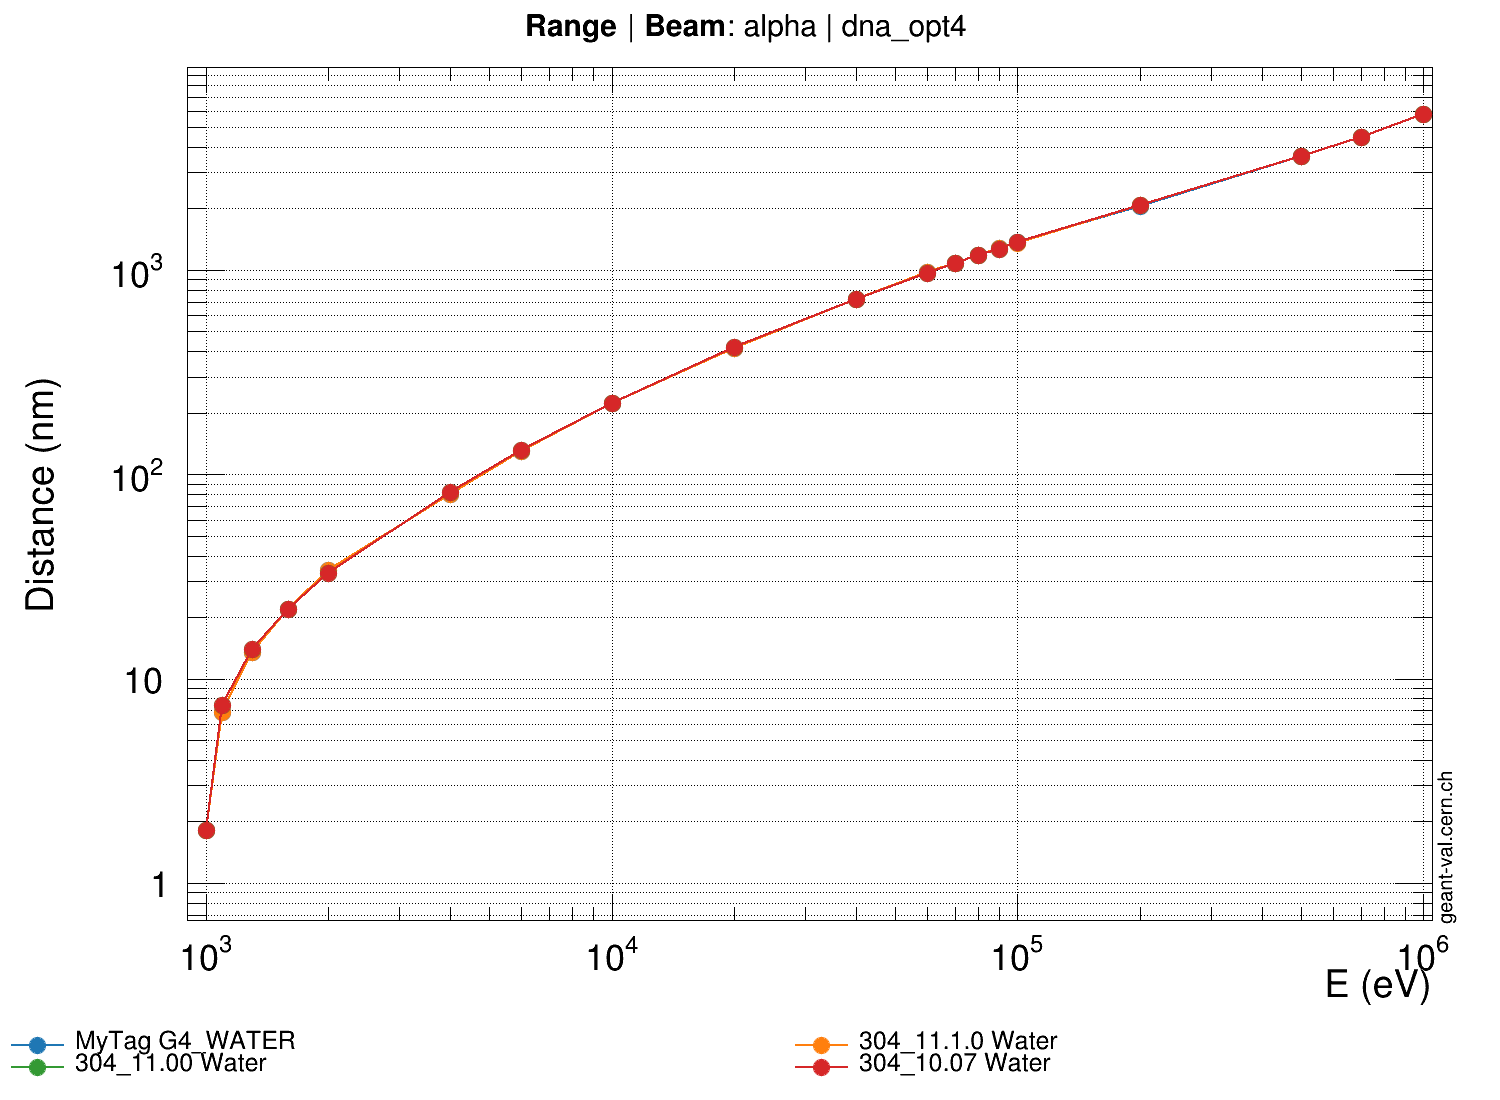 Range | Beam: alpha | dna_opt4
Distance (nm)
10³
10²
10
1
10³ 10⁴ 10⁵ 10⁶
E (eV)
geant-val.cern.ch
MyTag G4_WATER
304_11.1.0 Water
304_11.00 Water
304_10.07 Water